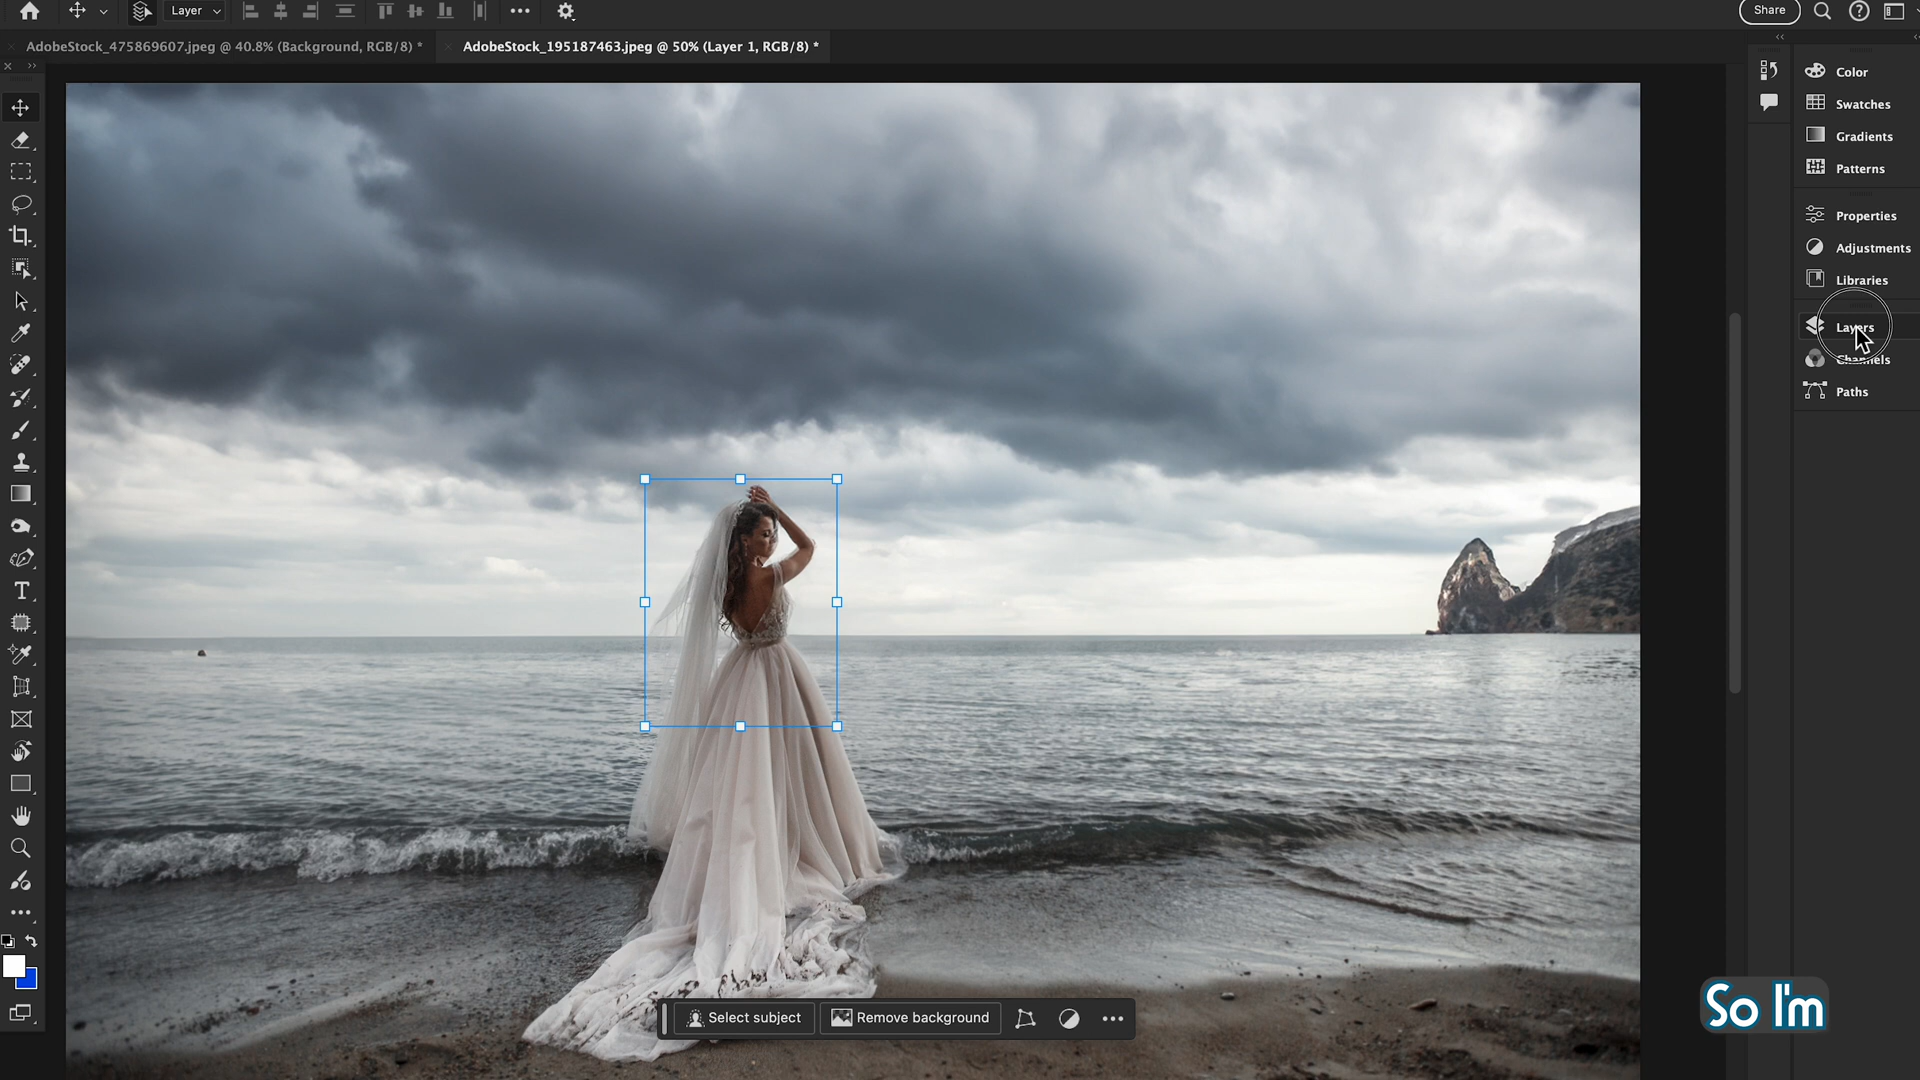 Layer
Share
AdobeStock_475869607.jpeg @ 40.8% (Background, RGB/8) *
AdobeStock_195187463.jpeg @ 50% (Layer 1, RGB/8) *
Color
Swatches
Gradients
Patterns
Properties
Adjustments
Libraries
Layers
Channels
Paths
Select subject
Remove background
So I'm